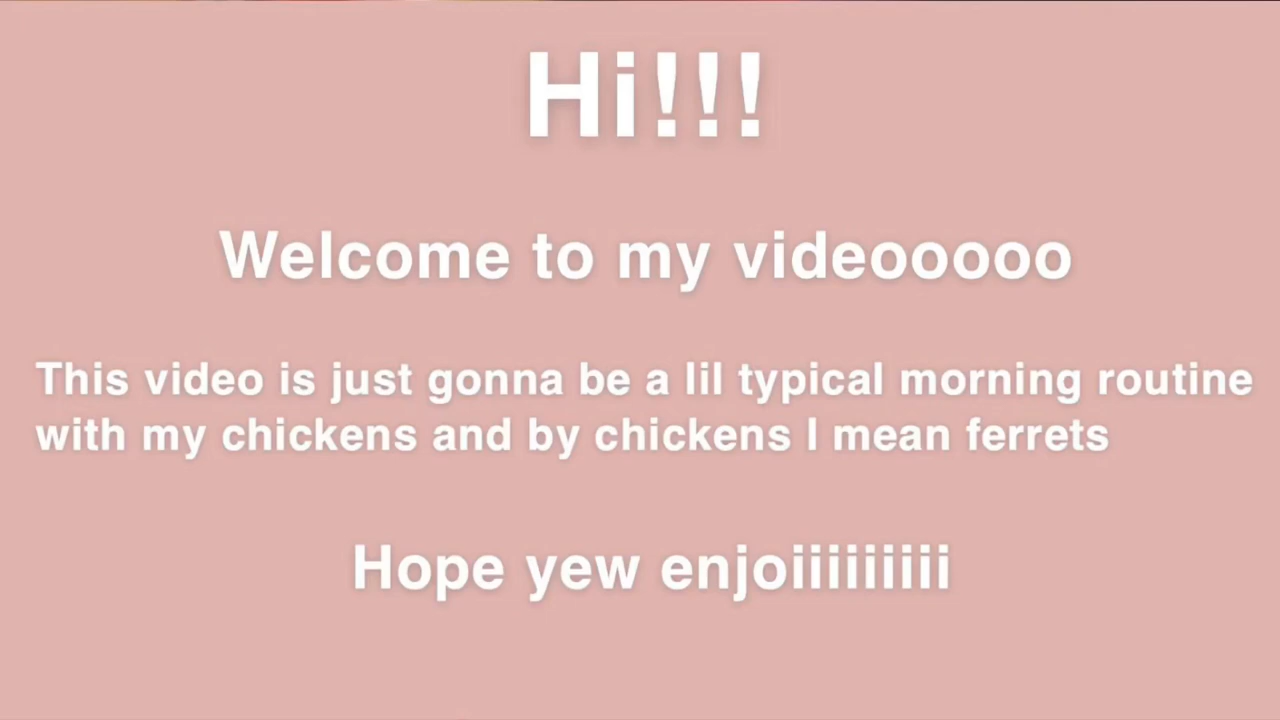 Hi!!!
Welcome to my videooooo
This video is just gonna be a lil typical morning routine
with my chickens and by chickens I mean ferrets
Hope yew enjoiiiiiiiiii